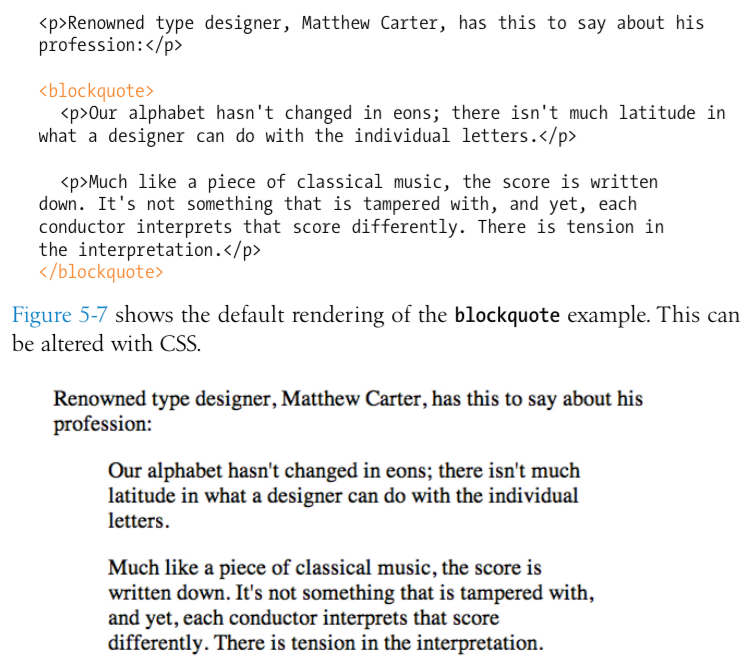 <p>Renowned type designer, Matthew Carter, has this to say about his
profession:</p>
<blockquote>
<p>Our alphabet hasn't changed in eons; there isn't much latitude in
what a designer can do with the individual letters.</p>
<p>Much like a piece of classical music, the score is written
down. It's not something that is tampered with, and yet, each
conductor interprets that score differently. There is tension in
the interpretation.</p>
</blockquote>
Figure 5-7 shows the default rendering of the blockquote example. This can
be altered with CSS.
Renowned type designer, Matthew Carter, has this to say about his
profession:
Our alphabet hasn't changed in eons; there isn't much
latitude in what a designer can do with the individual
letters.
Much like a piece of classical music, the score is
written down. It's not something that is tampered with,
and yet, each conductor interprets that score
differently. There is tension in the interpretation.